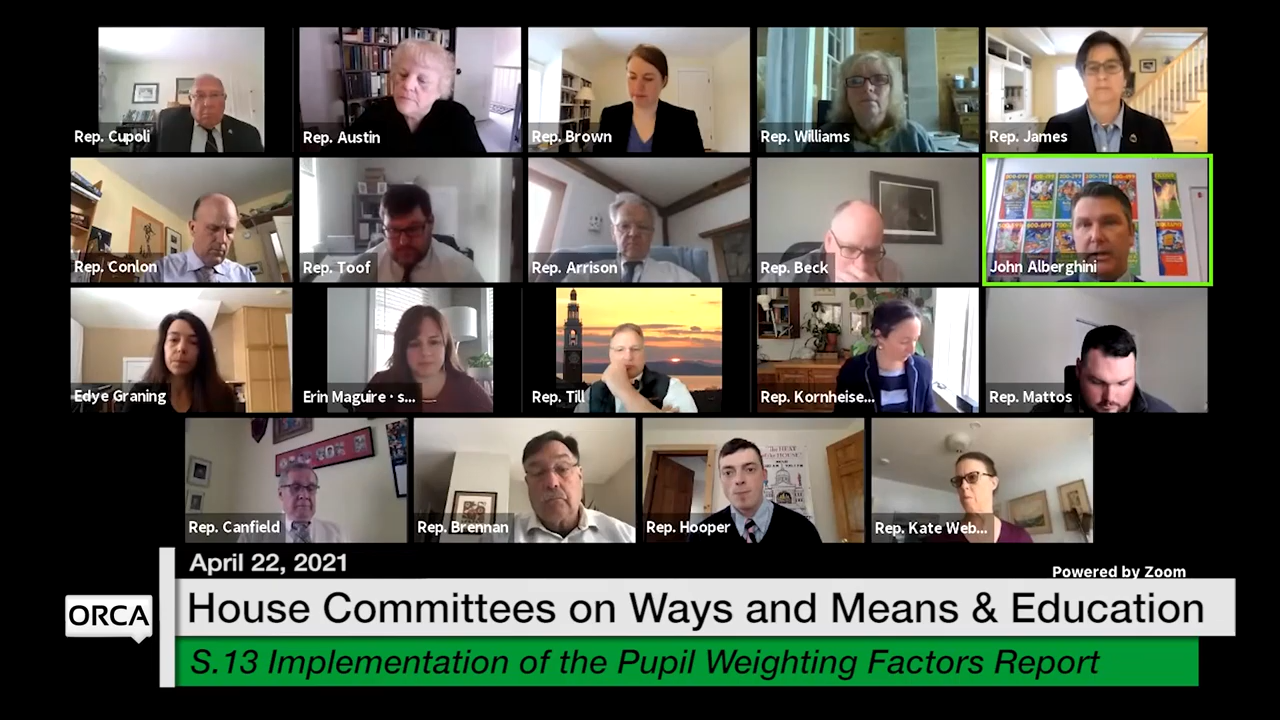 Rep. Cupoli
Rep. Austin
Rep. Brown
Rep. Williams
Rep. James
Rep. Conlon
Rep. Toof
Rep. Arrison
Rep. Beck
John Alberghini
Edye Graning
Erin Maguire · s...
Rep. Till
Rep. Kornheise...
Rep. Mattos
Rep. Canfield
Rep. Brennan
Rep. Hooper
Rep. Kate Web...
April 22, 2021
Powered by Zoom
ORCA
House Committees on Ways and Means & Education
S.13 Implementation of the Pupil Weighting Factors Report